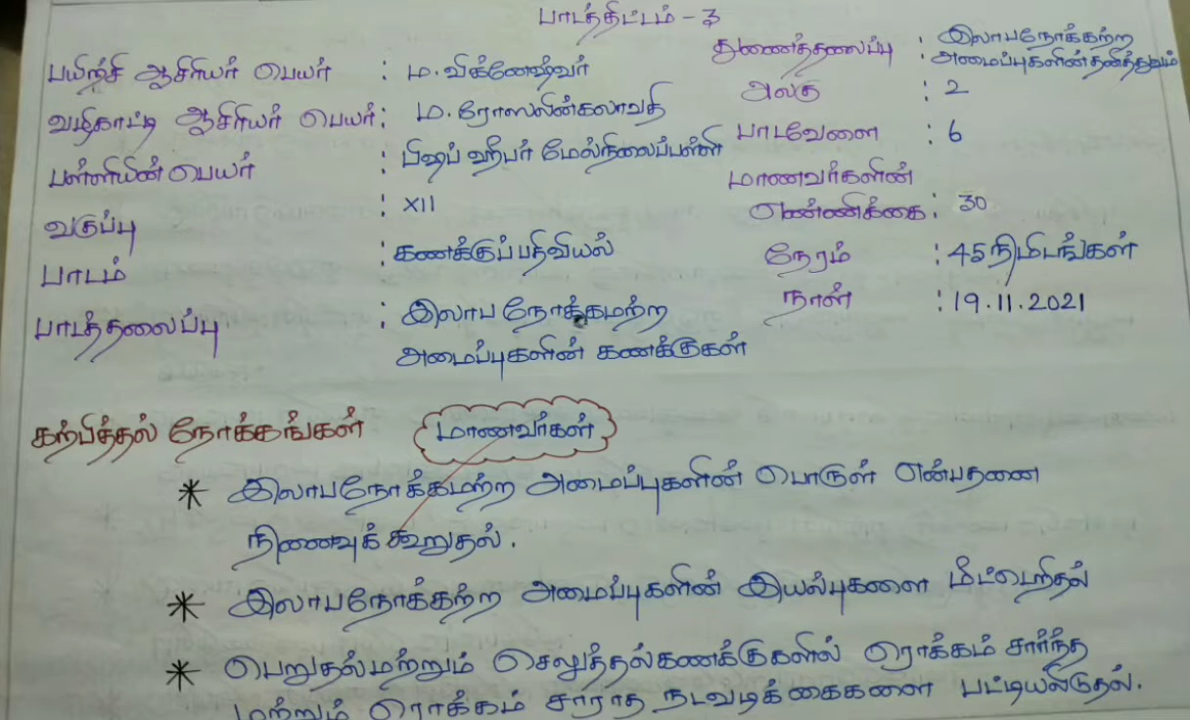 பாடத்திட்டம் - 3
பயிற்சி ஆசிரியர் பெயர் : ம. விக்னேஷ்வர்
வழிகாட்டி ஆசிரியர் பெயர் : ம. ரோஸலின்கலாவதி
பள்ளியின் பெயர் : பிஷப் ஹீபர் மேல்நிலைப்பள்ளி
வகுப்பு : XII
பாடம் : கணக்குப்பதிவியல்
பாடத்தலைப்பு : இலாப நோக்கமற்ற
அமைப்புகளின் கணக்குகள்
துணைத்தலைப்பு : இலாபநோக்கற்ற
அமைப்புகளின் தனித்துவம்
அலகு : 2
பாடவேளை : 6
மாணவர்களின்
எண்ணிக்கை : 30
நேரம் : 45 நிமிடங்கள்
நாள் : 19.11.2021
கற்பித்தல் நோக்கங்கள் மாணவர்கள்
* இலாபநோக்கமற்ற அமைப்புகளின் பொருள் என்பதனை
நினைவுக் கூறுதல்.
* இலாபநோக்கற்ற அமைப்புகளின் இயல்புகளை மீட்டறிதல்
* பெறுதல் மற்றும் செலுத்தல் கணக்குகளில் ரொக்கம் சார்ந்த
மற்றும் ரொக்கம் சாராத நடவடிக்கைகளை பட்டியலிடுதல்.